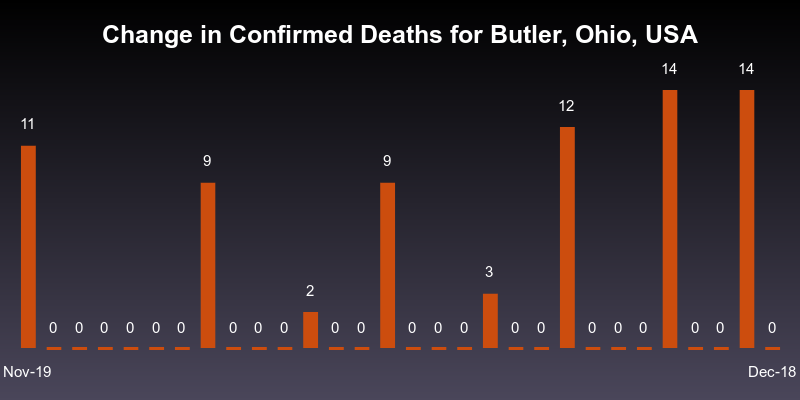 Change in Confirmed Deaths for Butler, Ohio, USA
11 0 0 0 0 0 0 9 0 0 0 2 0 0 9 0 0 0 3 0 0 12 0 0 0 14 0 0 14 0
Nov-19 Dec-18